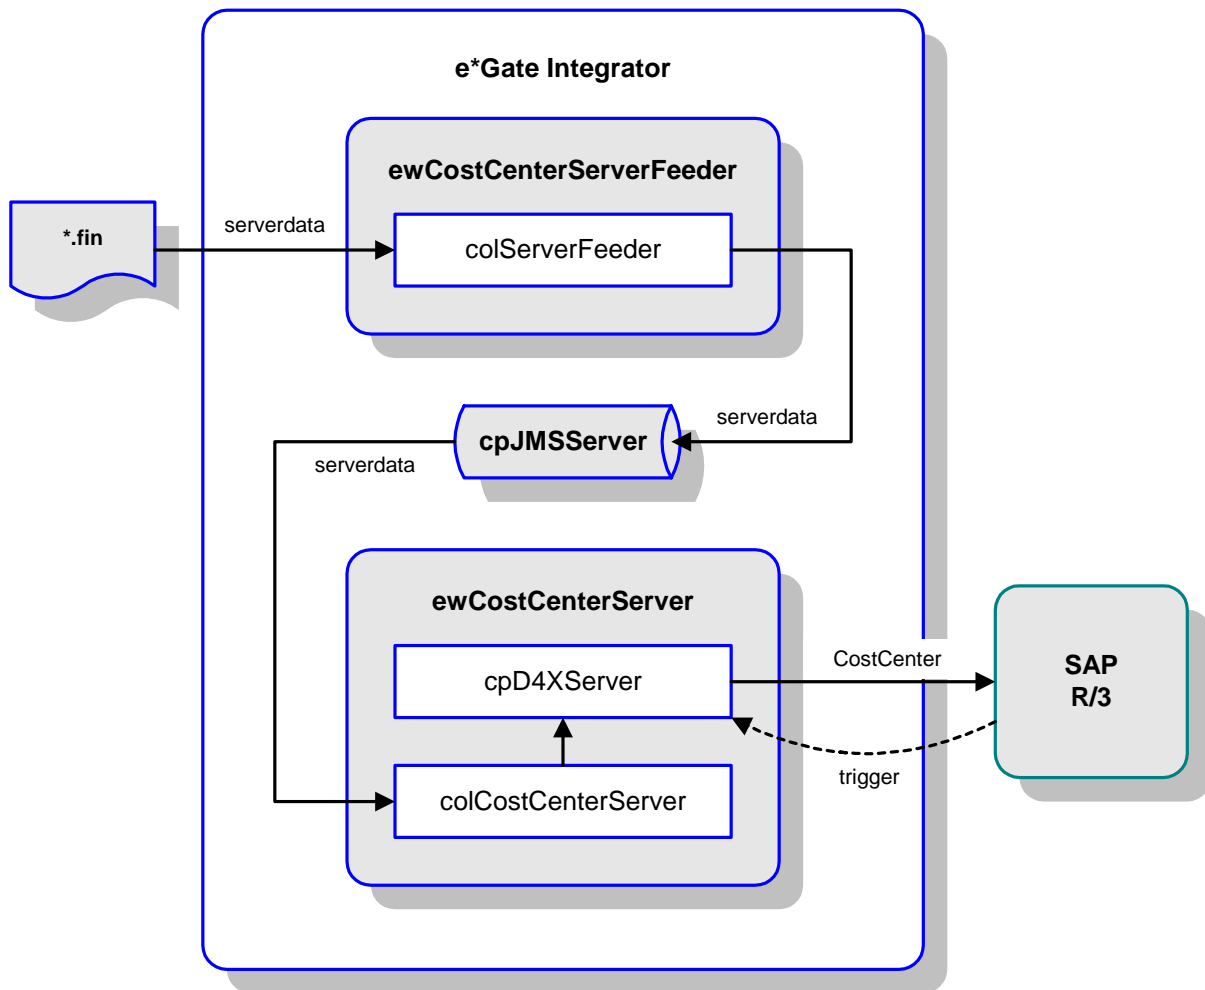 e*Gate Integrator
ewCostCenterServerFeeder
*.fin
serverdata
colServerFeeder
cpJMSServer
serverdata
serverdata
ewCostCenterServer
cpD4XServer
CostCenter
SAP
R/3
trigger
colCostCenterServer